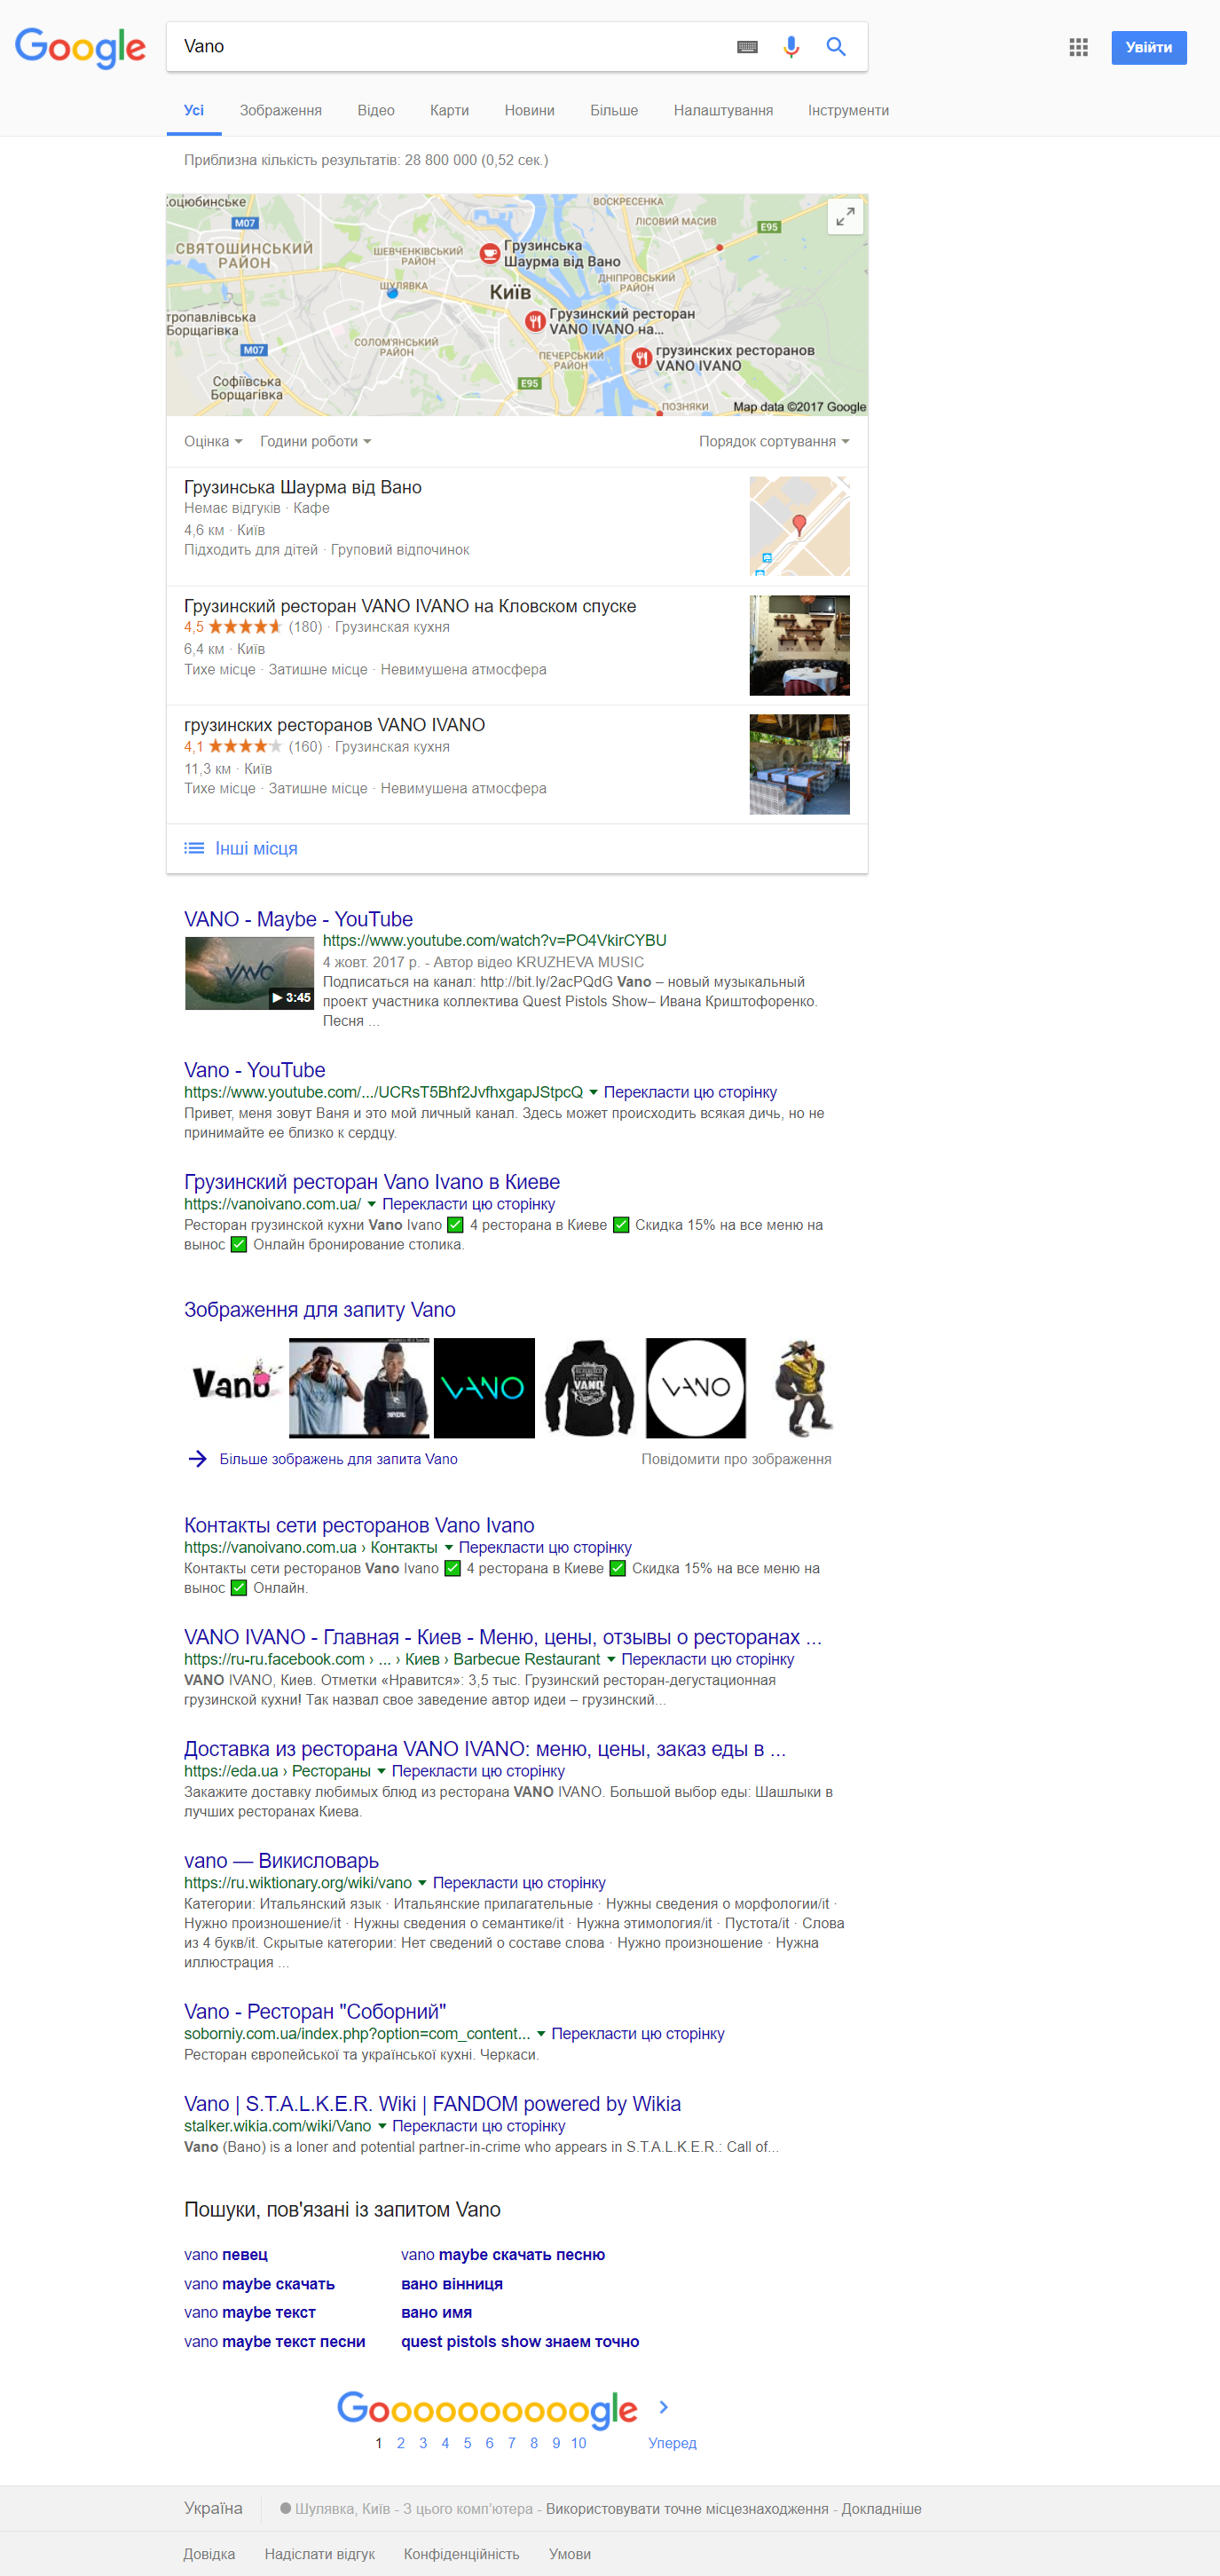 Google
Vano
Увійти
Усі
Зображення
Відео
Карти
Новини
Більше
Налаштування
Інструменти
Приблизна кількість результатів: 28 800 000 (0,52 сек.)
оцюбинське
ВОСКРЕСЕНКА
M07
ЛІСОВИЙ МАСИВ
E95
СВЯТОШИНСЬКИЙ
РАЙОН
ШЕВЧЕНКІВСЬКИЙ
РАЙОН
Грузинська
Шаурма від Вано
ДНІПРОВСЬКИЙ
РАЙОН
ШУЛЯВКА
Київ
тропавлівська
Борщагівка
Грузинский ресторан
VANO IVANO на...
СОЛОМ'ЯНСЬКИЙ
РАЙОН
M07
ПЕЧЕРСЬКИЙ
РАЙОН
грузинских ресторанов
VANO IVANO
Софіївська
Борщагівка
E95
ПОЗНЯКИ
Map data ©2017 Google
Оцінка
Години роботи
Порядок сортування
Грузинська Шаурма від Вано
Немає відгуків · Кафе
4,6 км · Київ
Підходить для дітей · Груповий відпочинок
Грузинский ресторан VANO IVANO на Кловском спуске
4,5 (180) · Грузинская кухня
6,4 км · Київ
Тихе місце · Затишне місце · Невимушена атмосфера
грузинских ресторанов VANO IVANO
4,1 (160) · Грузинская кухня
11,3 км · Київ
Тихе місце · Затишне місце · Невимушена атмосфера
Інші місця
VANO - Maybe - YouTube
VANO
3:45
https://www.youtube.com/watch?v=PO4VkirCYBU
4 жовт. 2017 р. - Автор відео KRUZHEVA MUSIC
Подписаться на канал: http://bit.ly/2acPQdG Vano – новый музыкальный
проект участника коллектива Quest Pistols Show– Ивана Криштофоренко.
Песня ...
Vano - YouTube
https://www.youtube.com/.../UCRsT5Bhf2JvfhxgapJStpcQ Перекласти цю сторінку
Привет, меня зовут Ваня и это мой личный канал. Здесь может происходить всякая дичь, но не
принимайте ее близко к сердцу.
Грузинский ресторан Vano Ivano в Киеве
https://vanoivano.com.ua/ Перекласти цю сторінку
Ресторан грузинской кухни Vano Ivano ✅ 4 ресторана в Киеве ✅ Скидка 15% на все меню на
вынос ✅ Онлайн бронирование столика.
Зображення для запиту Vano
Vano
VANO
VANO
VANO
Більше зображень для запита Vano
Повідомити про зображення
Контакты сети ресторанов Vano Ivano
https://vanoivano.com.ua › Контакты Перекласти цю сторінку
Контакты сети ресторанов Vano Ivano ✅ 4 ресторана в Киеве ✅ Скидка 15% на все меню на
вынос ✅ Онлайн.
VANO IVANO - Главная - Киев - Меню, цены, отзывы о ресторанах ...
https://ru-ru.facebook.com › ... › Киев › Barbecue Restaurant Перекласти цю сторінку
VANO IVANO, Киев. Отметки «Нравится»: 3,5 тыс. Грузинский ресторан-дегустационная
грузинской кухни! Так назвал свое заведение автор идеи – грузинский...
Доставка из ресторана VANO IVANO: меню, цены, заказ еды в ...
https://eda.ua › Рестораны Перекласти цю сторінку
Закажите доставку любимых блюд из ресторана VANO IVANO. Большой выбор еды: Шашлыки в
лучших ресторанах Киева.
vano — Викисловарь
https://ru.wiktionary.org/wiki/vano Перекласти цю сторінку
Категории: Итальянский язык · Итальянские прилагательные · Нужны сведения о морфологии/it ·
Нужно произношение/it · Нужны сведения о семантике/it · Нужна этимология/it · Пустота/it · Слова
из 4 букв/it. Скрытые категории: Нет сведений о составе слова · Нужно произношение · Нужна
иллюстрация ...
Vano - Ресторан "Соборний"
soborniy.com.ua/index.php?option=com_content... Перекласти цю сторінку
Ресторан європейської та української кухні. Черкаси.
Vano | S.T.A.L.K.E.R. Wiki | FANDOM powered by Wikia
stalker.wikia.com/wiki/Vano Перекласти цю сторінку
Vano (Вано) is a loner and potential partner-in-crime who appears in S.T.A.L.K.E.R.: Call of...
Пошуки, пов'язані із запитом Vano
vano певец
vano maybe скачать песню
vano maybe скачать
вано вінниця
vano maybe текст
вано имя
vano maybe текст песни
quest pistols show знаем точно
Goooooooooogle
1 2 3 4 5 6 7 8 9 10
Уперед
Україна
Шулявка, Київ - З цього комп'ютера - Використовувати точне місцезнаходження - Докладніше
Довідка
Надіслати відгук
Конфіденційність
Умови